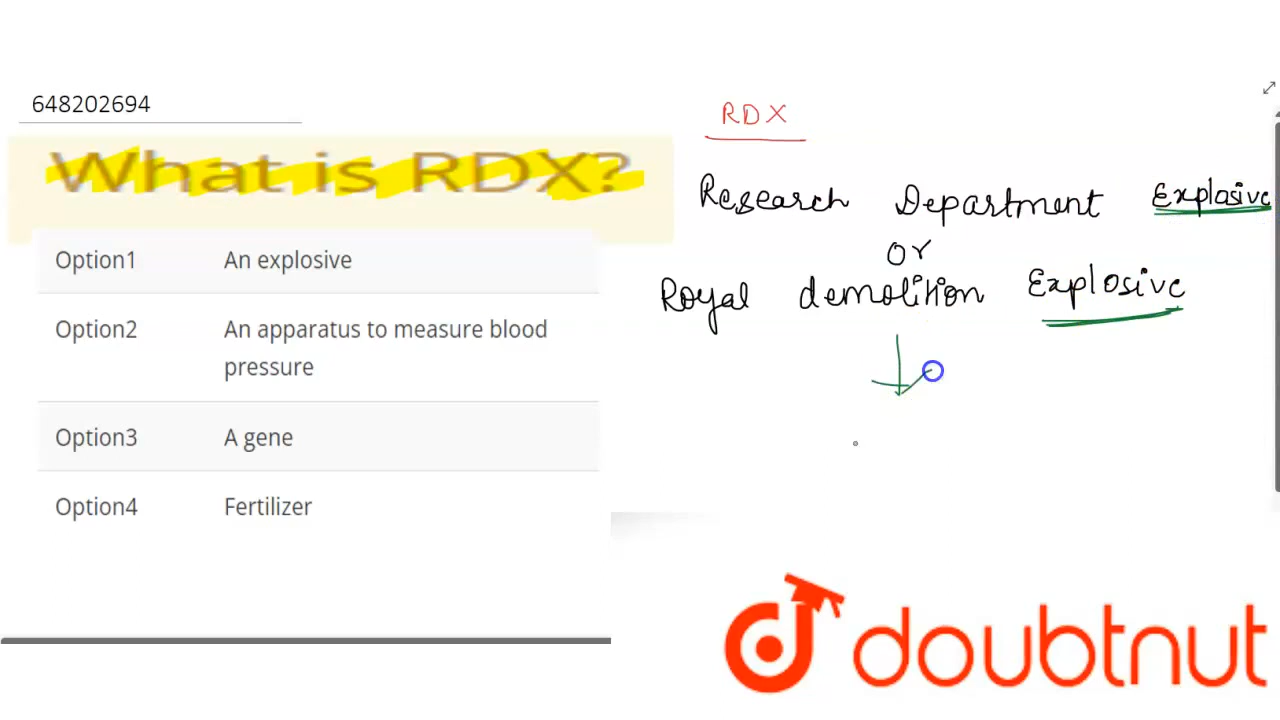 648202694
What is RDX?
Option1 An explosive
Option2 An apparatus to measure blood
pressure
Option3 A gene
Option4 Fertilizer
RDX
Research Department Explosive
or
Royal demolition Explosive
doubtnut